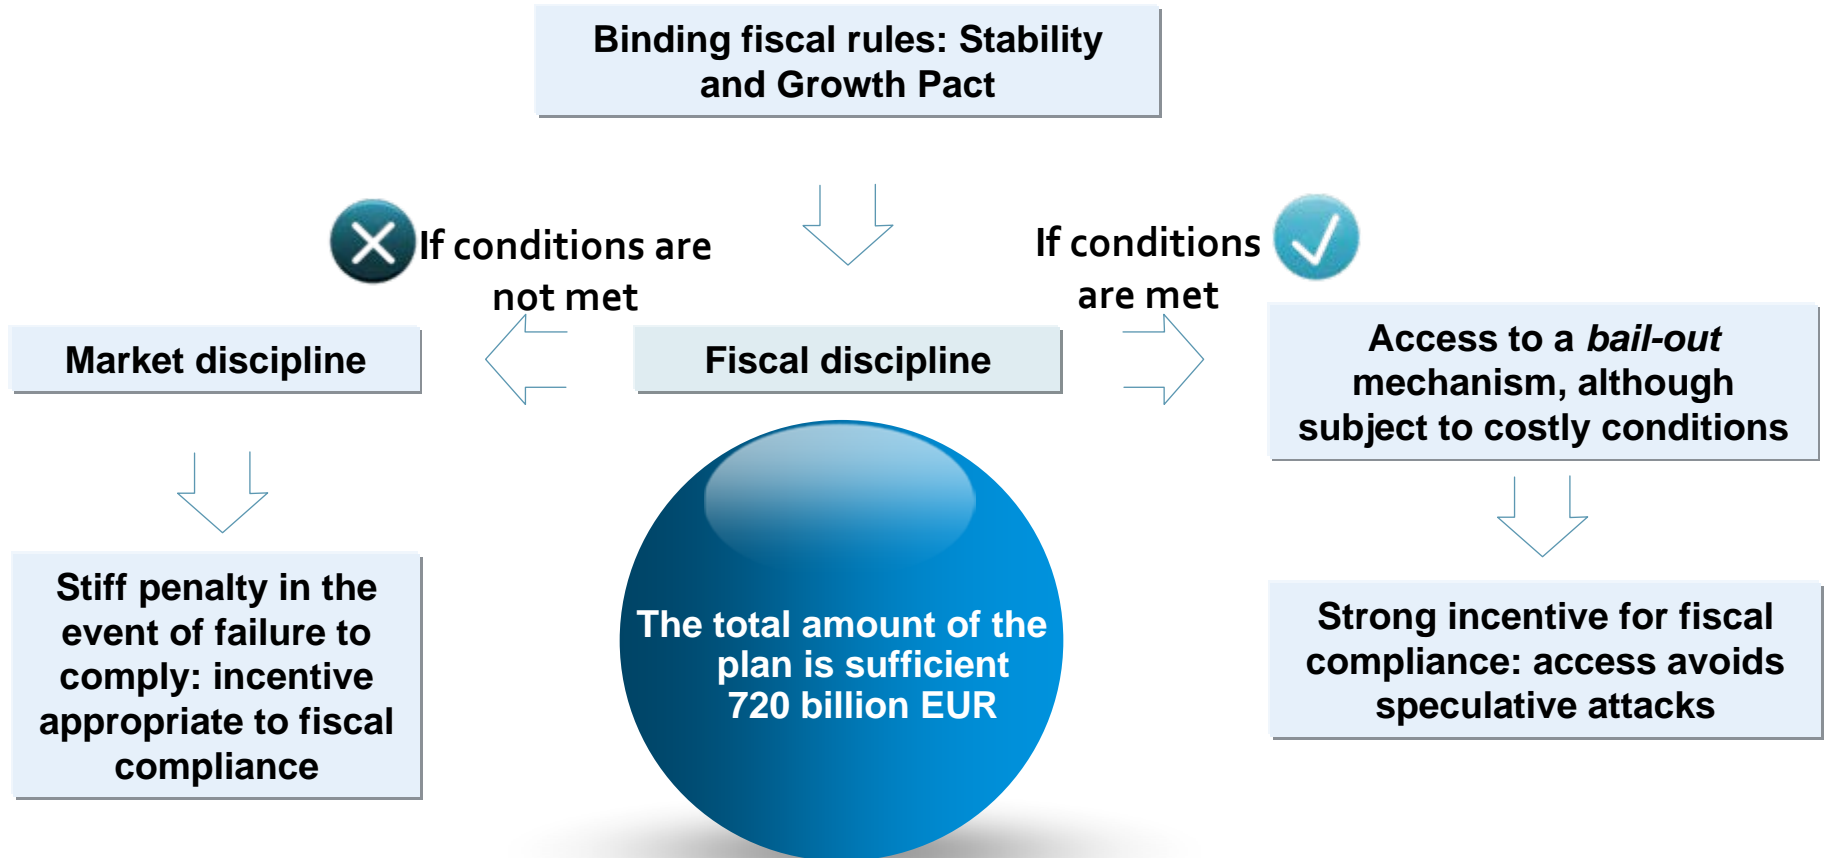 Binding fiscal rules: Stability
and Growth Pact
If conditions are
not met
If conditions
are met
Market discipline
Fiscal discipline
Access to a bail-out
mechanism, although
subject to costly conditions
Stiff penalty in the
event of failure to
comply: incentive
appropriate to fiscal
compliance
The total amount of the
plan is sufficient
720 billion EUR
Strong incentive for fiscal
compliance: access avoids
speculative attacks